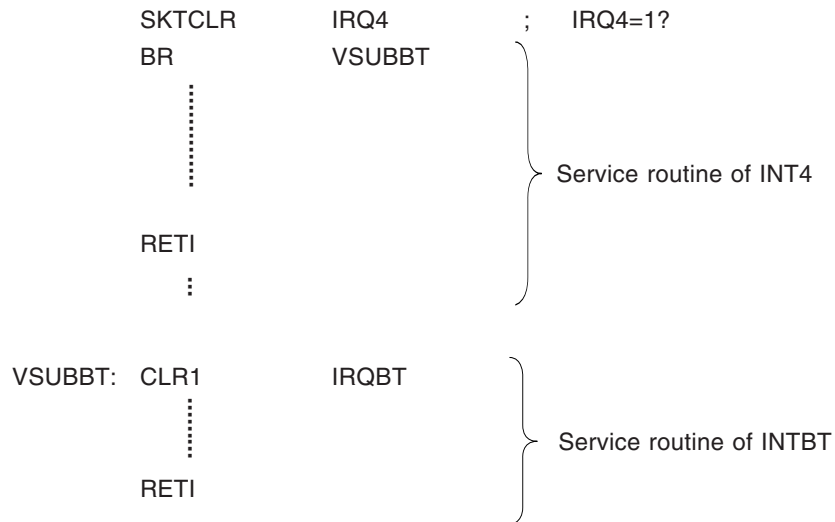 SKTCLR IRQ4 ; IRQ4=1?
BR VSUBBT
Service routine of INT4
RETI
VSUBBT: CLR1 IRQBT
Service routine of INTBT
RETI